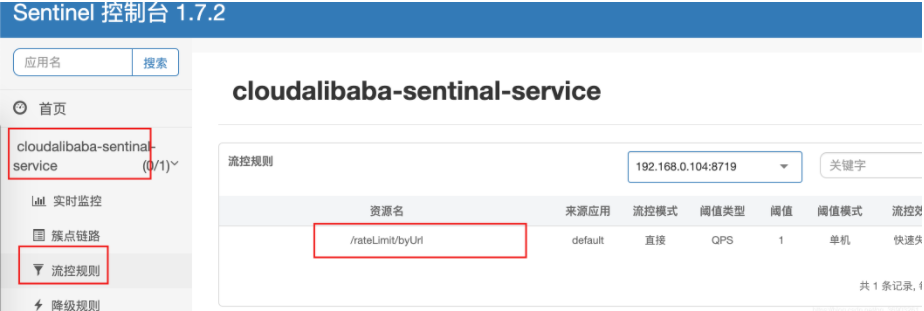 Sentinel 控制台 1.7.2
应用名
搜索
首页
cloudalibaba-sentinal-
service
(0/1)
实时监控
簇点链路
流控规则
降级规则
cloudalibaba-sentinal-service
流控规则
192.168.0.104:8719
关键字
资源名 来源应用 流控模式 阈值类型 阈值 阈值模式 流控效
/rateLimit/byUrl default 直接 QPS 1 单机 快速失
共 1 条记录,